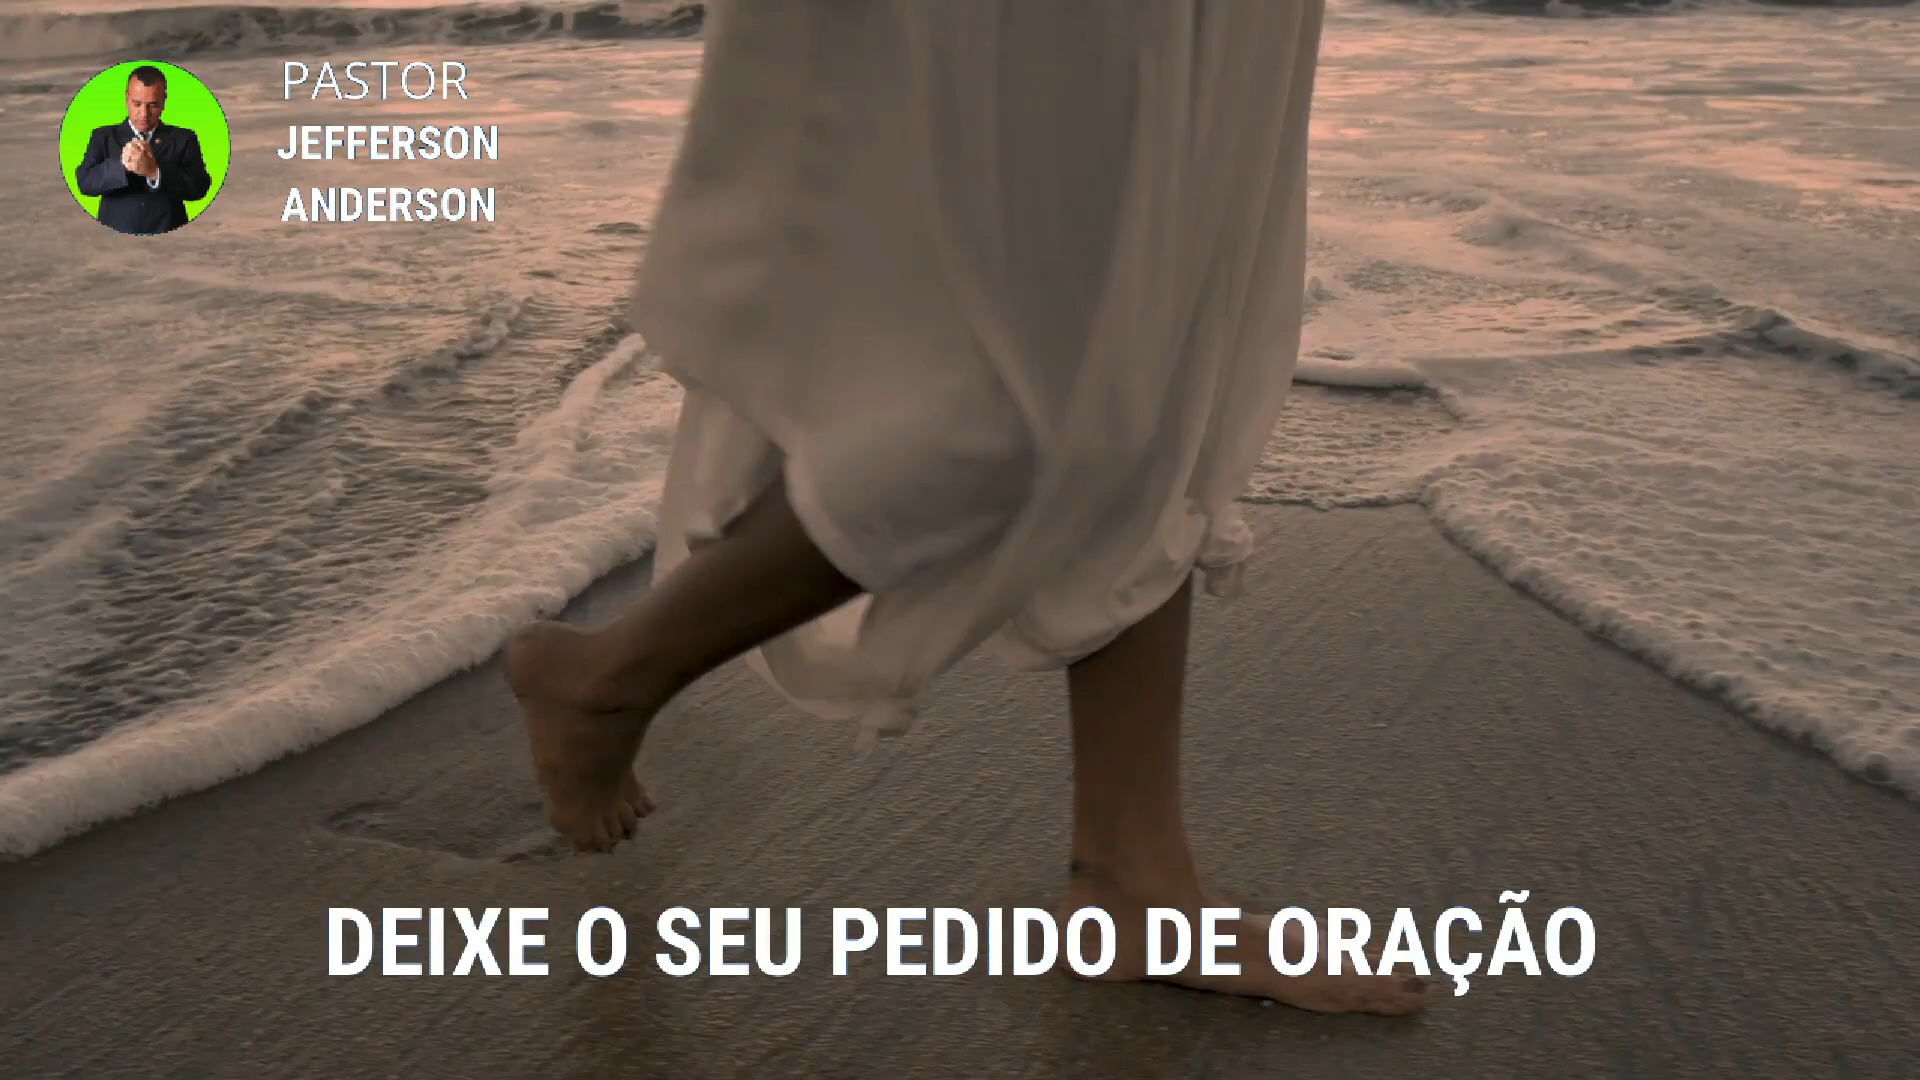 PASTOR
JEFFERSON
ANDERSON
DEIXE O SEU PEDIDO DE ORAÇÃO